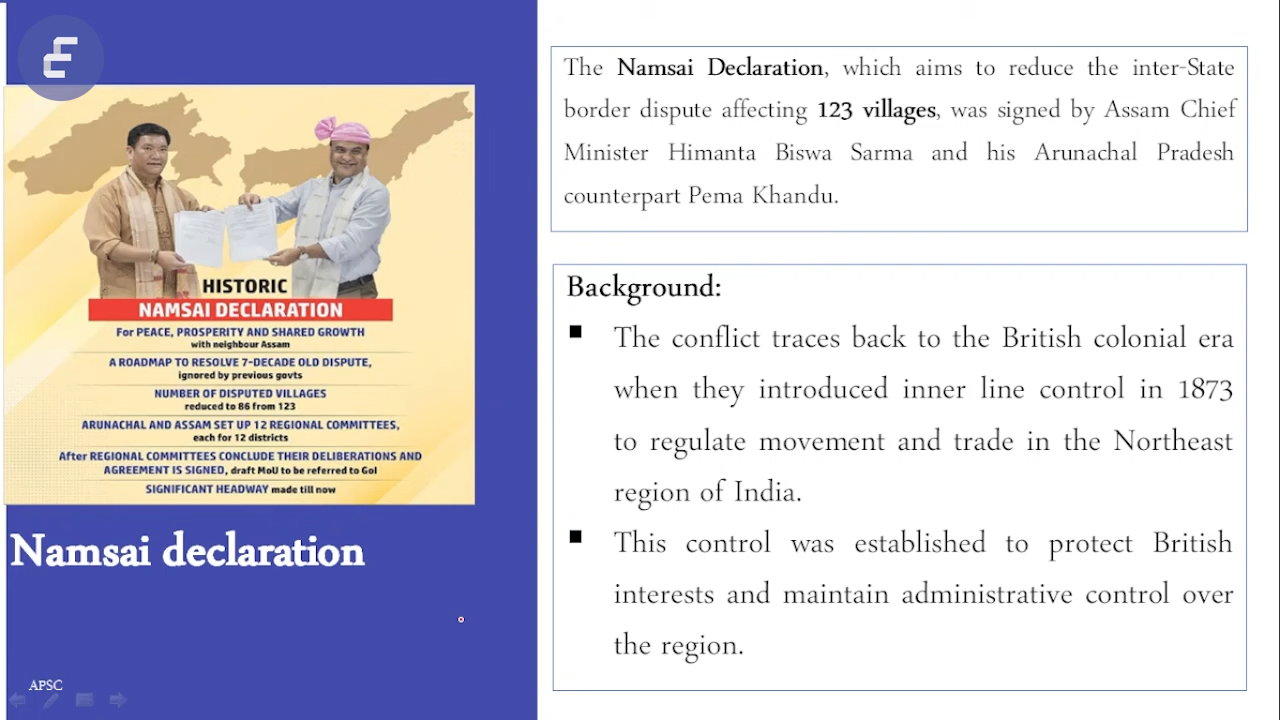 HISTORIC
NAMSAI DECLARATION
For PEACE, PROSPERITY AND SHARED GROWTH
with neighbour Assam
A ROADMAP TO RESOLVE 7-DECADE OLD DISPUTE,
ignored by previous govts
NUMBER OF DISPUTED VILLAGES
reduced to 86 from 123
ARUNACHAL AND ASSAM SET UP 12 REGIONAL COMMITTEES,
each for 12 districts
After REGIONAL COMMITTEES CONCLUDE THEIR DELIBERATIONS AND
AGREEMENT IS SIGNED, draft MoU to be referred to GoI
SIGNIFICANT HEADWAY made till now
Namsai declaration
APSC
The Namsai Declaration, which aims to reduce the inter-State
border dispute affecting 123 villages, was signed by Assam Chief
Minister Himanta Biswa Sarma and his Arunachal Pradesh
counterpart Pema Khandu.
Background:
■ The conflict traces back to the British colonial era
when they introduced inner line control in 1873
to regulate movement and trade in the Northeast
region of India.
■ This control was established to protect British
interests and maintain administrative control over
the region.